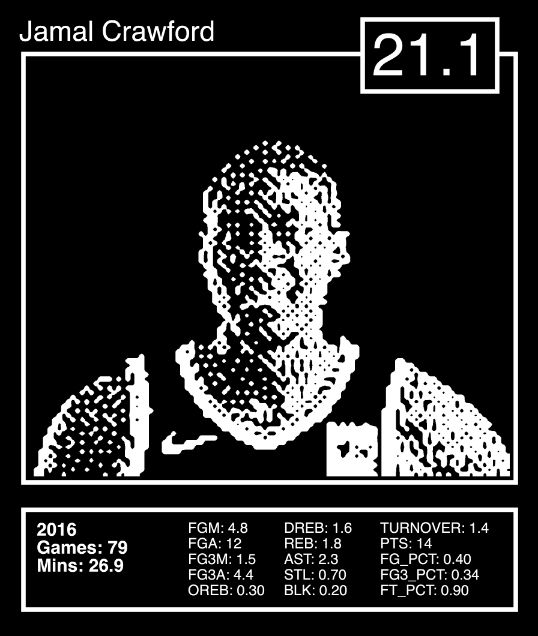 Jamal Crawford
21.1
2016
Games: 79
Mins: 26.9
FGM: 4.8
FGA: 12
FG3M: 1.5
FG3A: 4.4
OREB: 0.30
DREB: 1.6
REB: 1.8
AST: 2.3
STL: 0.70
BLK: 0.20
TURNOVER: 1.4
PTS: 14
FG_PCT: 0.40
FG3_PCT: 0.34
FT_PCT: 0.90